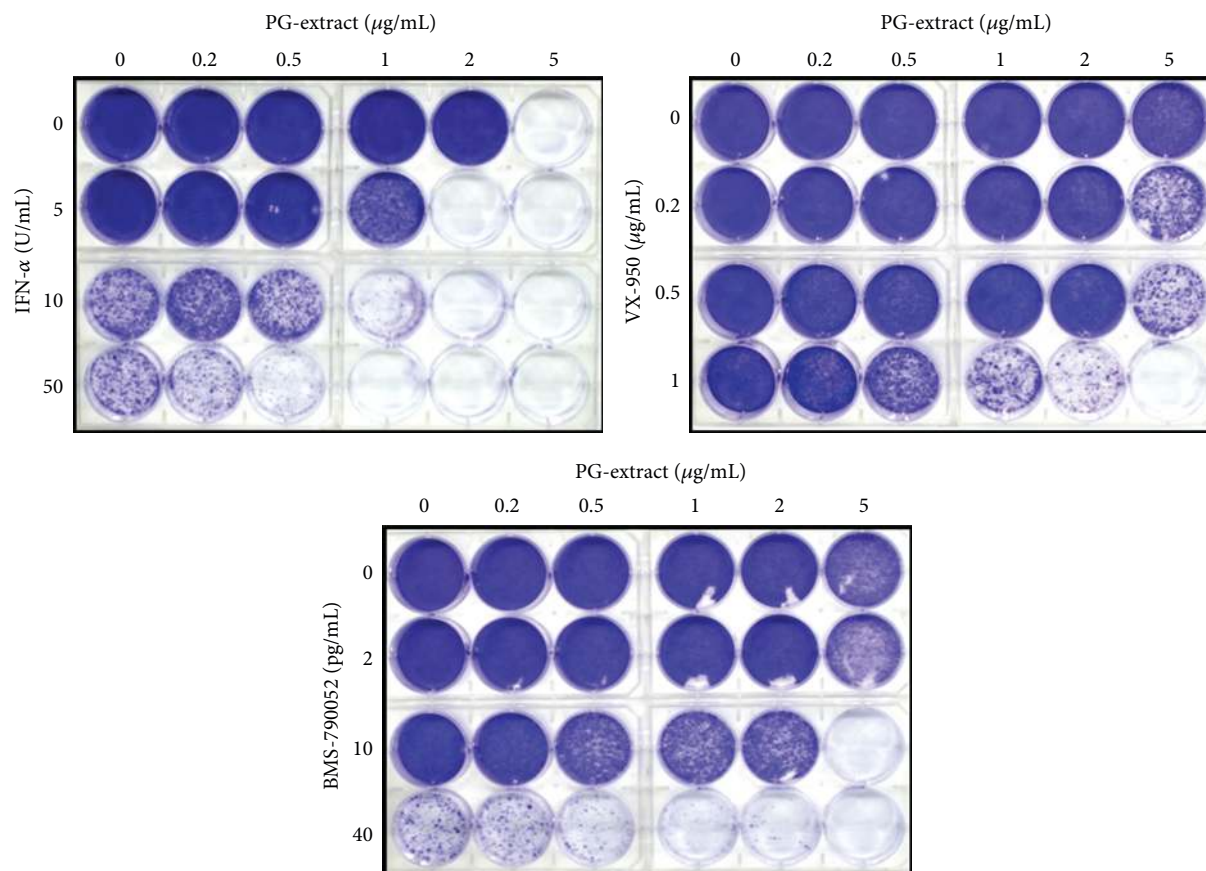 PG-extract (μg/mL)
0 0.2 0.5 1 2 5
IFN-α (U/mL)
0
5
10
50
PG-extract (μg/mL)
0 0.2 0.5 1 2 5
VX-950 (μg/mL)
0
0.2
0.5
1
PG-extract (μg/mL)
0 0.2 0.5 1 2 5
BMS-790052 (pg/mL)
0
2
10
40